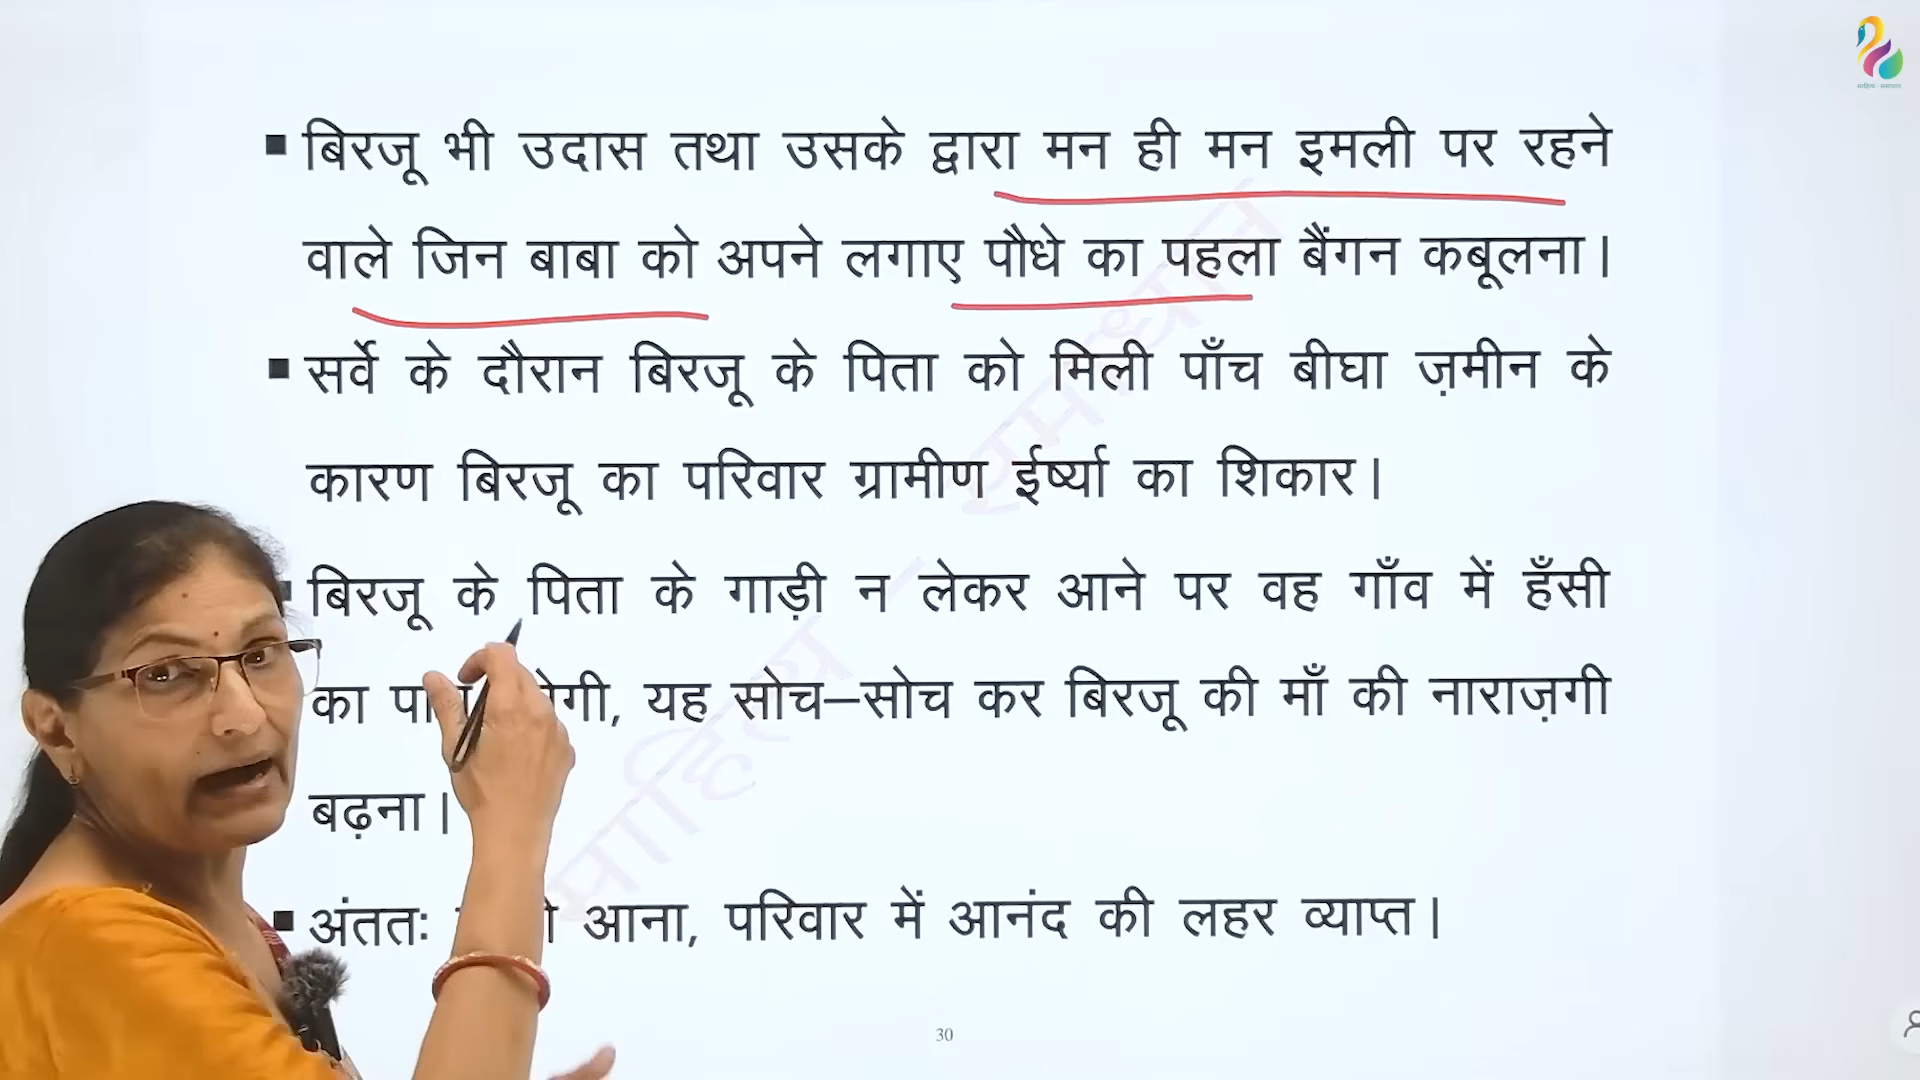 ▪ बिरजू भी उदास तथा उसके द्वारा मन ही मन इमली पर रहने
वाले जिन बाबा को अपने लगाए पौधे का पहला बैंगन कबूलना।
▪ सर्वे के दौरान बिरजू के पिता को मिली पाँच बीघा ज़मीन के
कारण बिरजू का परिवार ग्रामीण ईर्ष्या का शिकार।
▪ बिरजू के पिता के गाड़ी न लेकर आने पर वह गाँव में हँसी
का यह सोच–सोच कर बिरजू की माँ की नाराज़गी
बढ़ना।
▪ अंततः आना, परिवार में आनंद की लहर व्याप्त।
30
साहित्य - समाधान